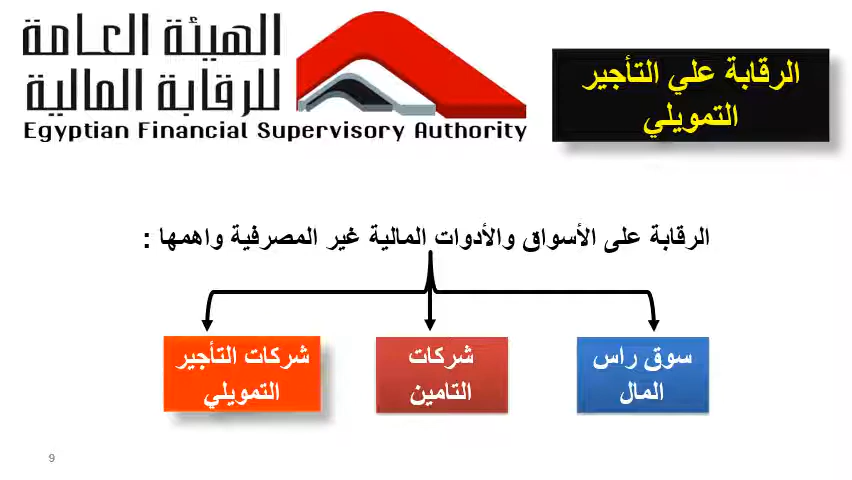 الهيئة العامة
للرقابة المالية
Egyptian Financial Supervisory Authority
الرقابة علي التأجير
التمويلي
الرقابة على الأسواق والأدوات المالية غير المصرفية واهمها :
سوق راس
المال
شركات
التامين
شركات التأجير
التمويلي
9